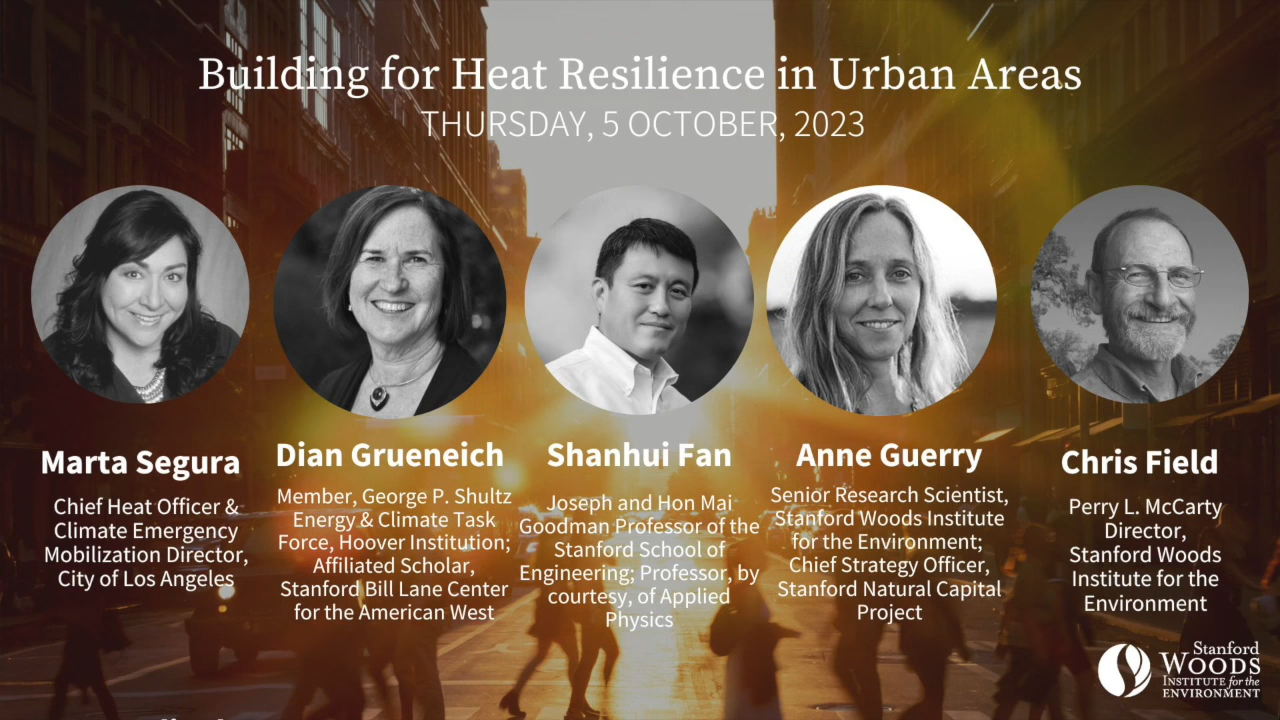 Building for Heat Resilience in Urban Areas
THURSDAY, 5 OCTOBER, 2023
Marta Segura
Chief Heat Officer &
Climate Emergency
Mobilization Director,
City of Los Angeles
Dian Grueneich
Member, George P. Shultz
Energy & Climate Task
Force, Hoover Institution;
Affiliated Scholar,
Stanford Bill Lane Center
for the American West
Shanhui Fan
Joseph and Hon Mai
Goodman Professor of the
Stanford School of
Engineering; Professor, by
courtesy, of Applied
Physics
Anne Guerry
Senior Research Scientist,
Stanford Woods Institute
for the Environment;
Chief Strategy Officer,
Stanford Natural Capital
Project
Chris Field
Perry L. McCarty
Director,
Stanford Woods
Institute for the
Environment
Stanford
WOODS
INSTITUTE for the
ENVIRONMENT